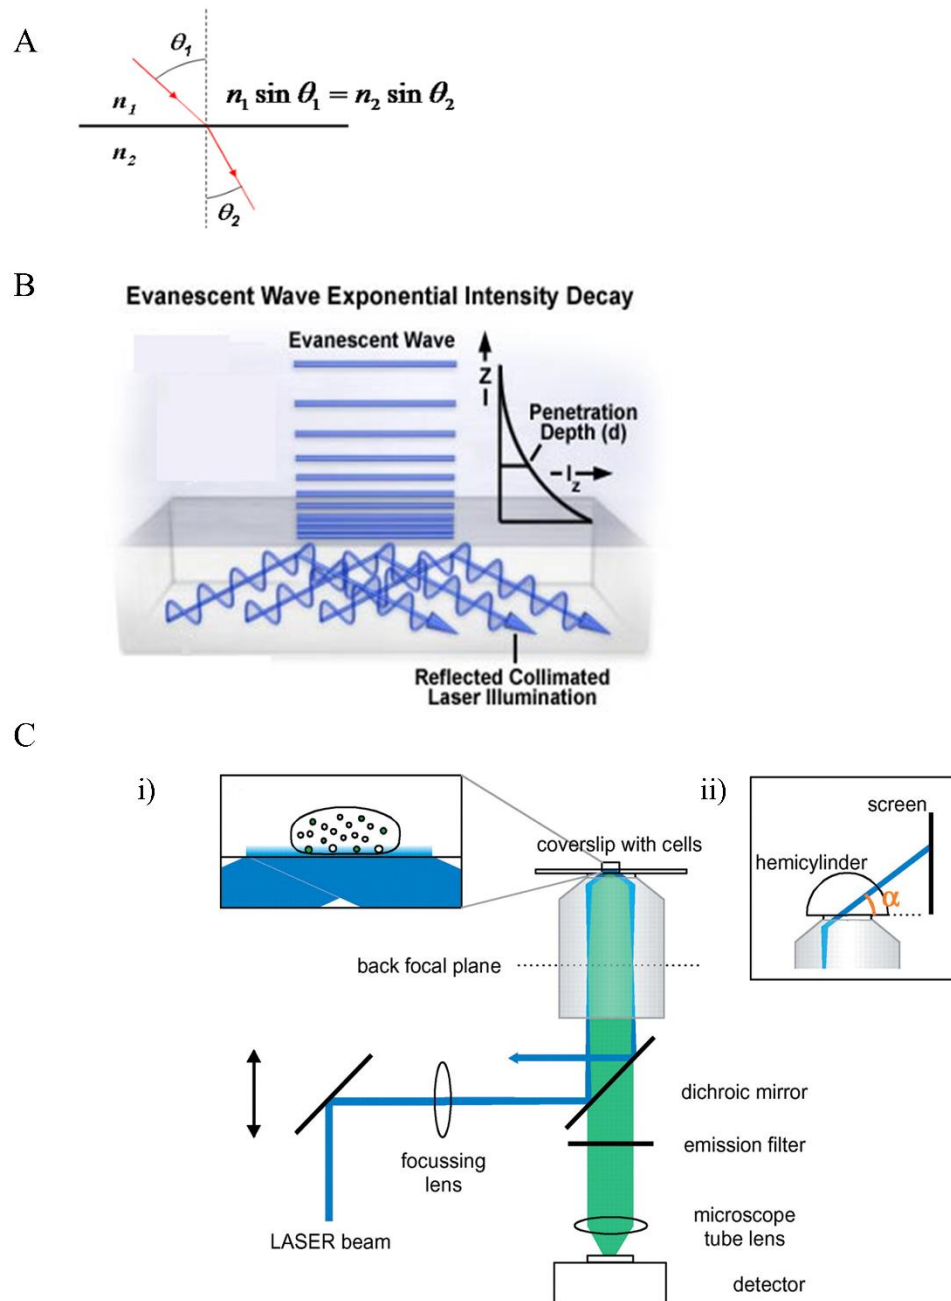 A
θ1
n1
n1 sin θ1 = n2 sin θ2
n2
θ2
B
Evanescent Wave Exponential Intensity Decay
Evanescent Wave
Z
I
Penetration
Depth (d)
–Iz
Reflected Collimated
Laser Illumination
C
i)
ii)
screen
coverslip with cells
hemicylinder
α
back focal plane
dichroic mirror
focussing
lens
emission filter
microscope
tube lens
LASER beam
detector